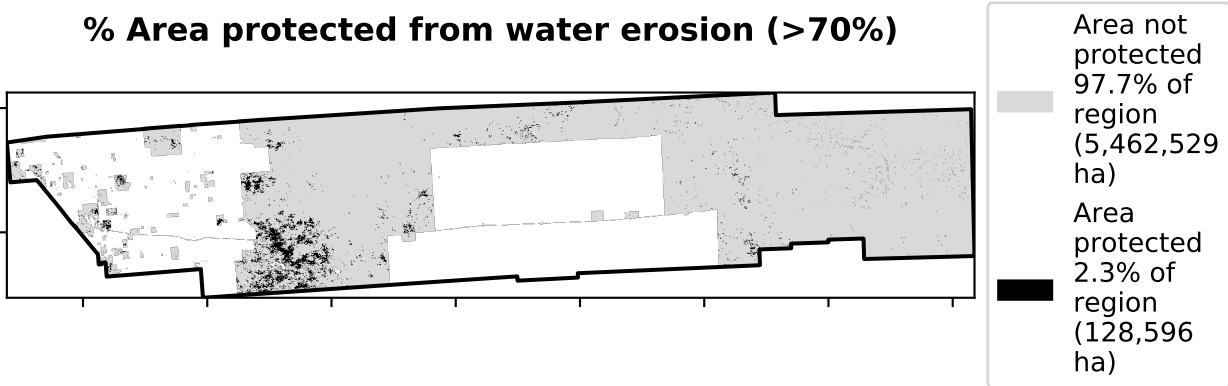 % Area protected from water erosion (>70%)
Area not
protected
97.7% of
region
(5,462,529
ha)
Area
protected
2.3% of
region
(128,596
ha)